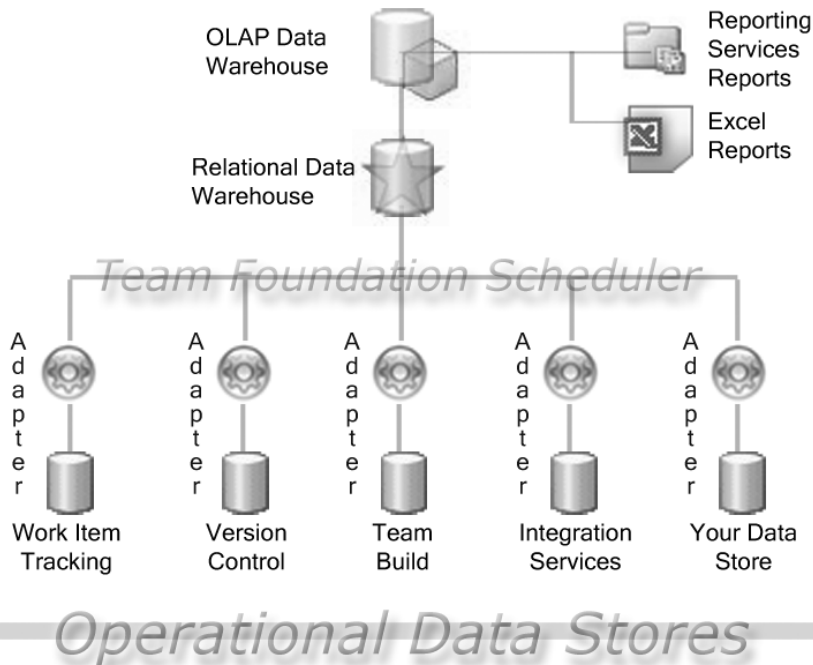 OLAP Data
Warehouse
Reporting
Services
Reports
Excel
Reports
Relational Data
Warehouse
Team Foundation Scheduler
Adapter
Adapter
Adapter
Adapter
Adapter
Work Item
Tracking
Version
Control
Team
Build
Integration
Services
Your Data
Store
Operational Data Stores